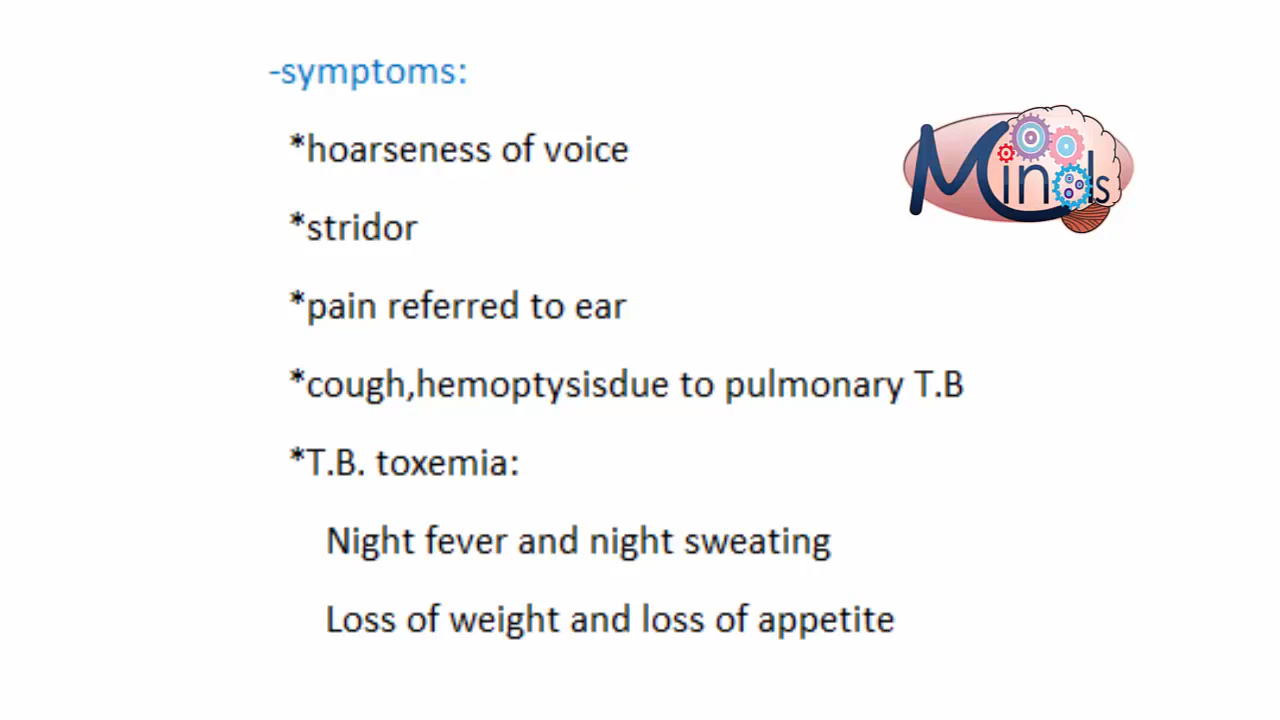 -symptoms:
*hoarseness of voice
*stridor
*pain referred to ear
*cough,hemoptysisdue to pulmonary T.B
*T.B. toxemia:
Night fever and night sweating
Loss of weight and loss of appetite
Minds